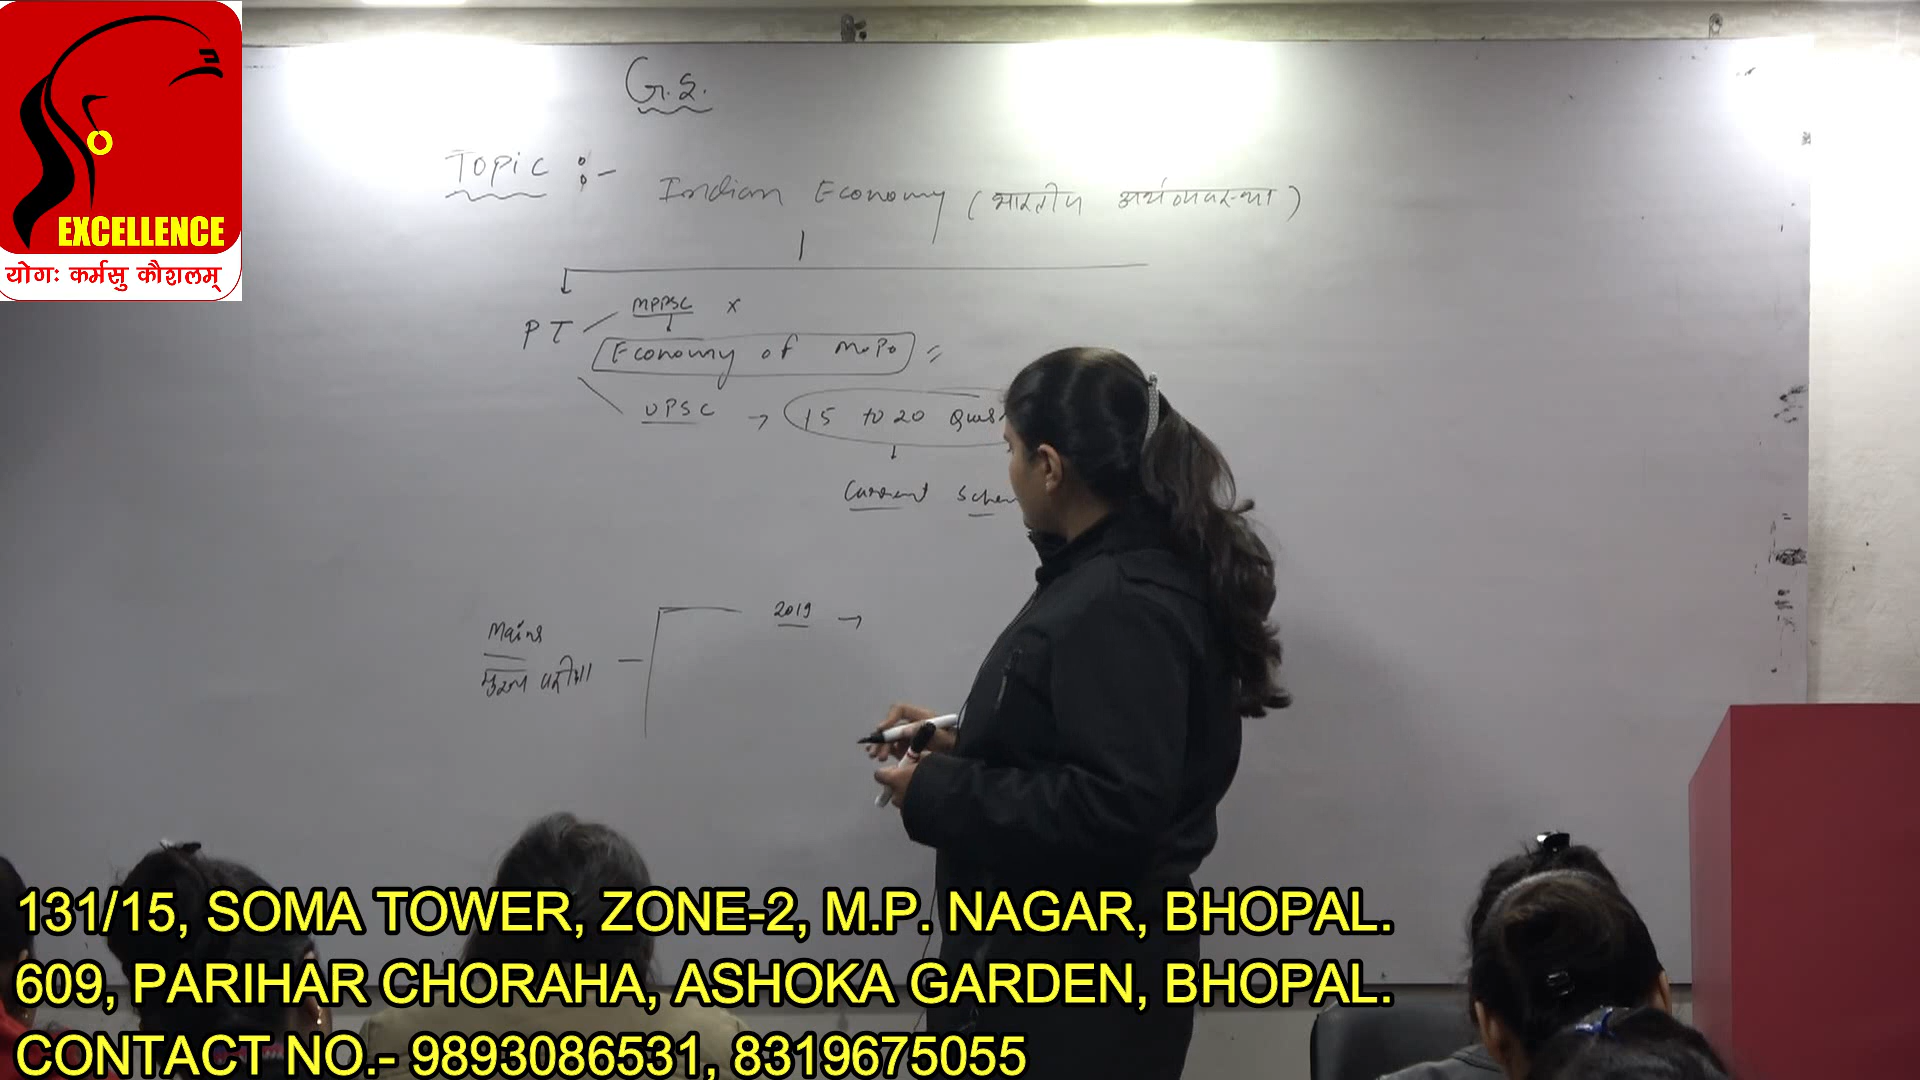 EXCELLENCE
योगः कर्मसु कौशलम्
G.S.
Topic :-
Indian Economy (भारतीय अर्थव्यवस्था)
MPPSC x
PT
Economy of M.P.
UPSC → 15 to 20 Ques
Current Schem
2019 →
Mains
मुख्य परीक्षा
131/15, SOMA TOWER, ZONE-2, M.P. NAGAR, BHOPAL.
609, PARIHAR CHORAHA, ASHOKA GARDEN, BHOPAL.
CONTACT NO.- 9893086531, 8319675055